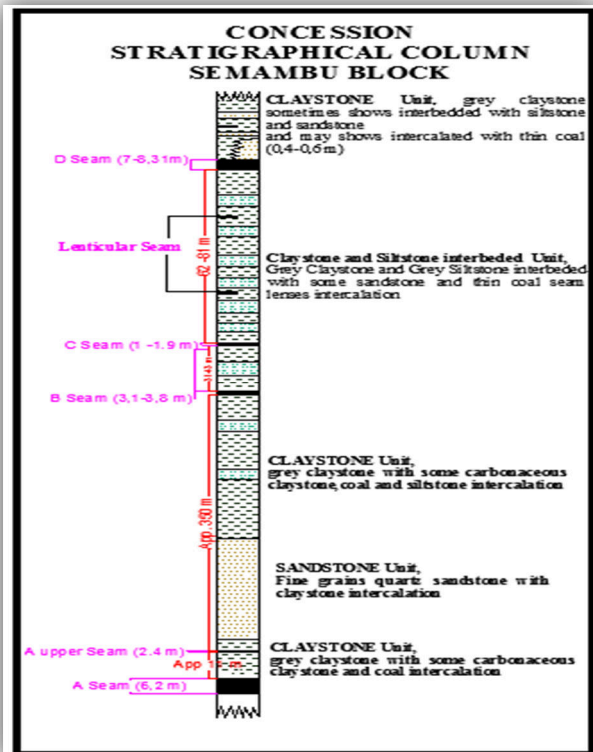 CONCESSION
STRATIGRAPHICAL COLUMN
SEMAMBU BLOCK
CLAYSTONE Unit, grey claystone
sometimes shows interbedded with siltstone
and sandstone
and may shows intercalated with thin coal
(0,4-0,6m)
D Seam (7-8,31m)
Lenticular Seam
62 -81 m
Claystone and Siltstone interbeded Unit,
Grey Claystone and Grey Siltstone interbeded
with some sandstone and thin coal seam
lenses intercalation
C Seam (1 -1.9 m)
B Seam (3,1-3,8 m)
CLAYSTONE Unit,
grey claystone with some carbonaceous
claystone,coal and siltstone intercalation
App.350 m
SANDSTONE Unit,
Fine grains quartz sandstone with
claystone intercalation
A upper Seam (2.4 m)
App m
CLAYSTONE Unit,
grey claystone with some carbonaceous
claystone and coal intercalation
A Seam (6,2 m)